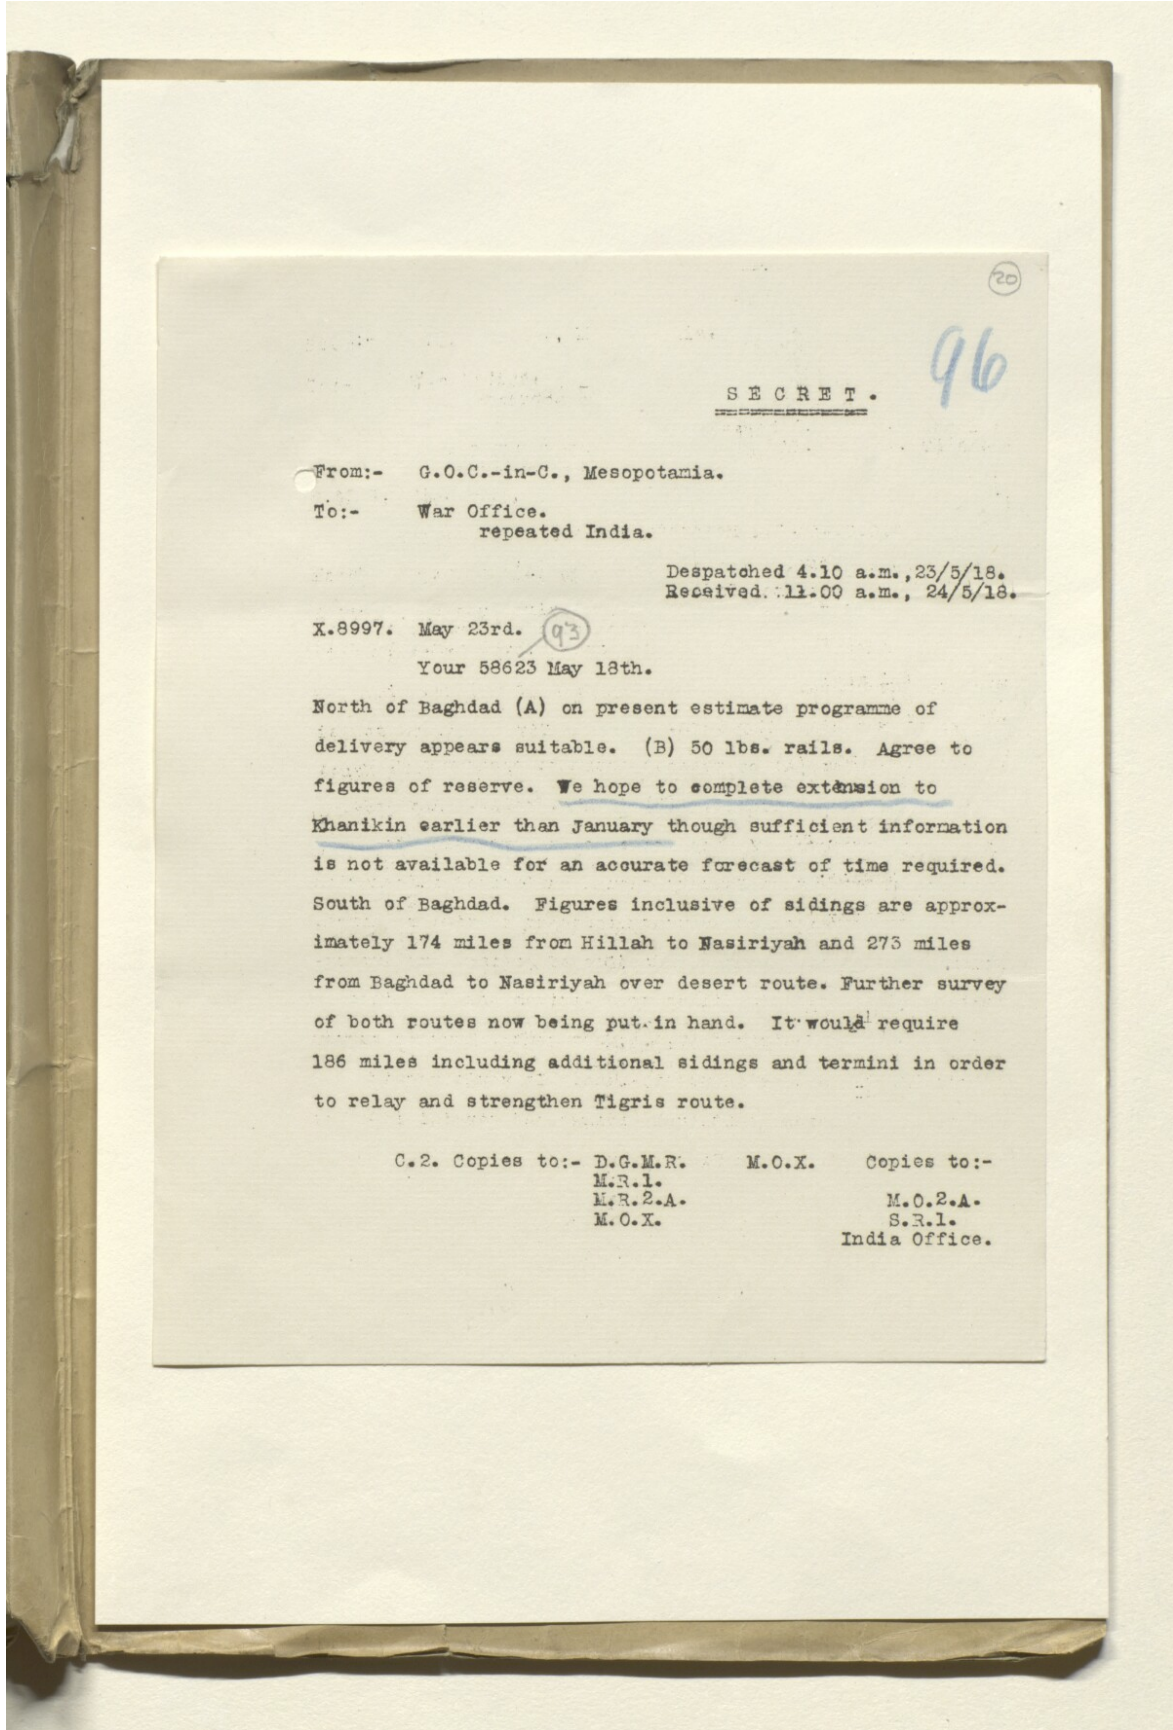 20
96
SECRET.
From:- G.O.C.-in-C., Mesopotamia.
To:- War Office.
repeated India.
Despatched 4.10 a.m.,23/5/18.
Received. 11.00 a.m., 24/5/18.
X.8997. May 23rd. 93
Your 58623 May 18th.
North of Baghdad (A) on present estimate programme of
delivery appears suitable. (B) 50 lbs. rails. Agree to
figures of reserve. We hope to complete extension to
Khanikin earlier than January though sufficient information
is not available for an accurate forecast of time required.
South of Baghdad. Figures inclusive of sidings are approx-
imately 174 miles from Hillah to Nasiriyah and 273 miles
from Baghdad to Nasiriyah over desert route. Further survey
of both routes now being put in hand. It would require
186 miles including additional sidings and termini in order
to relay and strengthen Tigris route.
C.2. Copies to:- D.G.M.R. M.O.X. Copies to:-
M.R.1.
M.R.2.A. M.O.2.A.
M.O.X. S.R.1.
India Office.